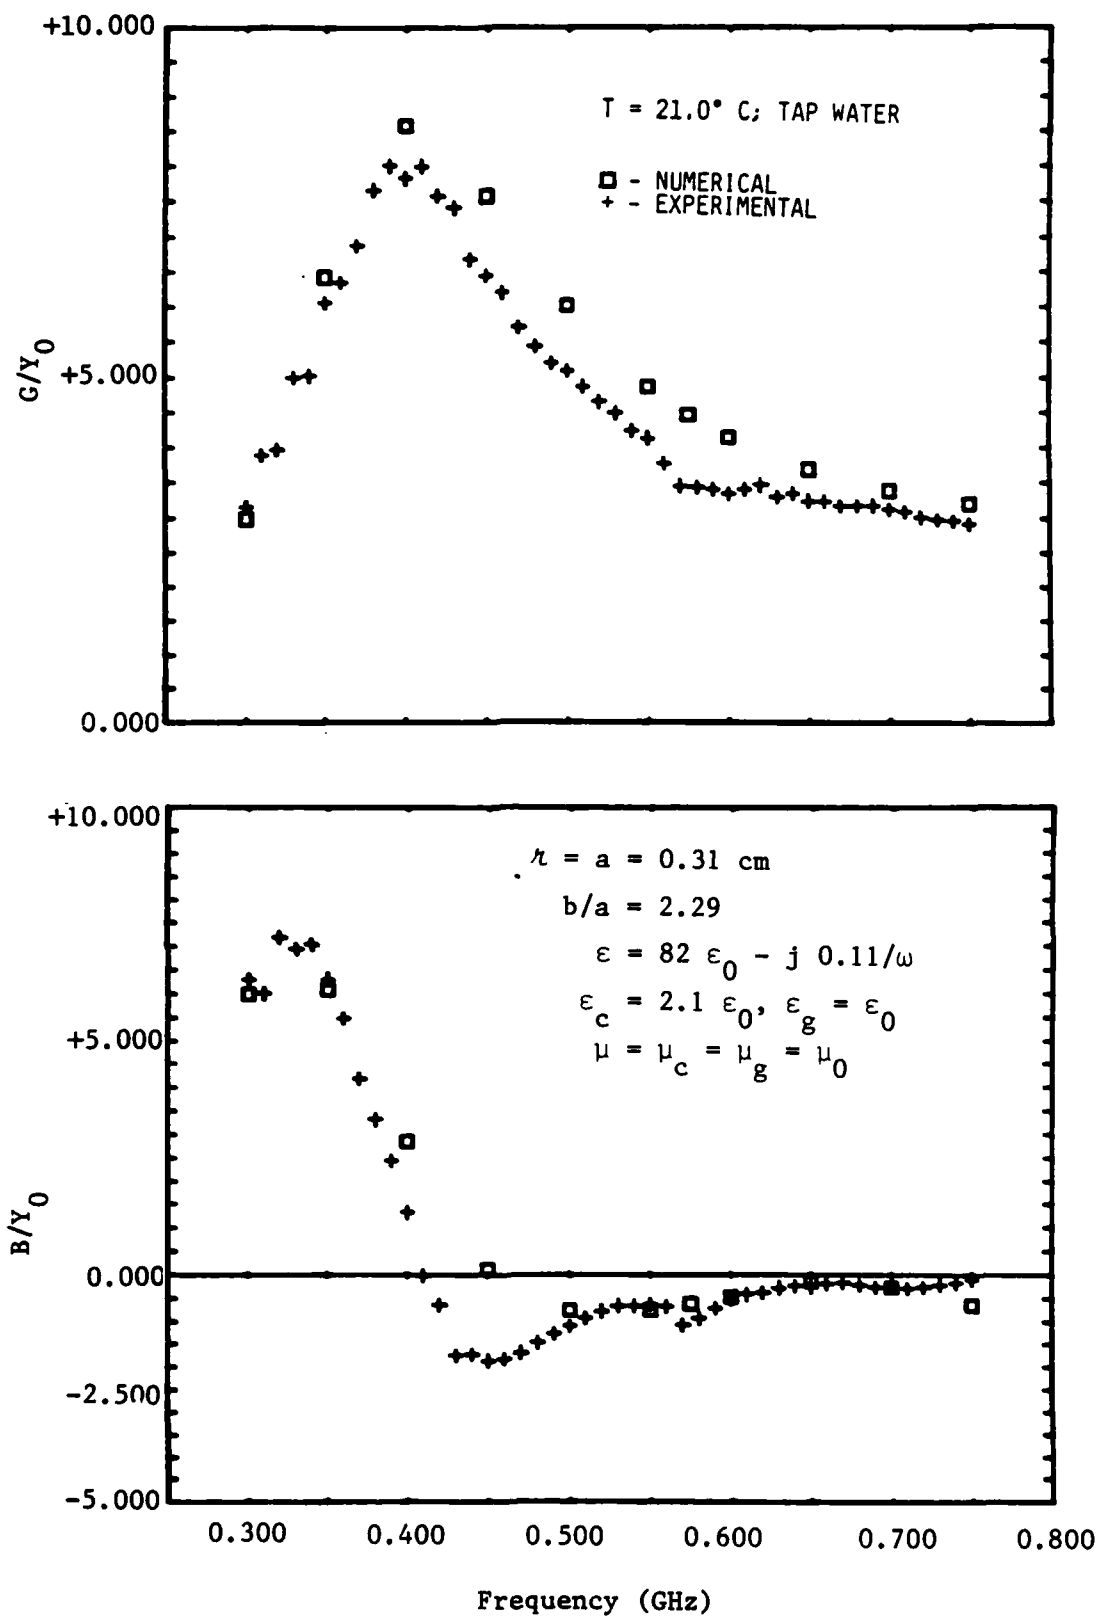 +10.000
T = 21.0° C; TAP WATER
□ - NUMERICAL
+ - EXPERIMENTAL
G/Y0
+5.000
0.000
+10.000
r = a = 0.31 cm
b/a = 2.29
ε = 82 ε0 - j 0.11/ω
εc = 2.1 ε0, εg = ε0
+5.000
μ = μc = μg = μ0
B/Y0
0.000
-2.500
-5.000
0.300 0.400 0.500 0.600 0.700 0.800
Frequency (GHz)